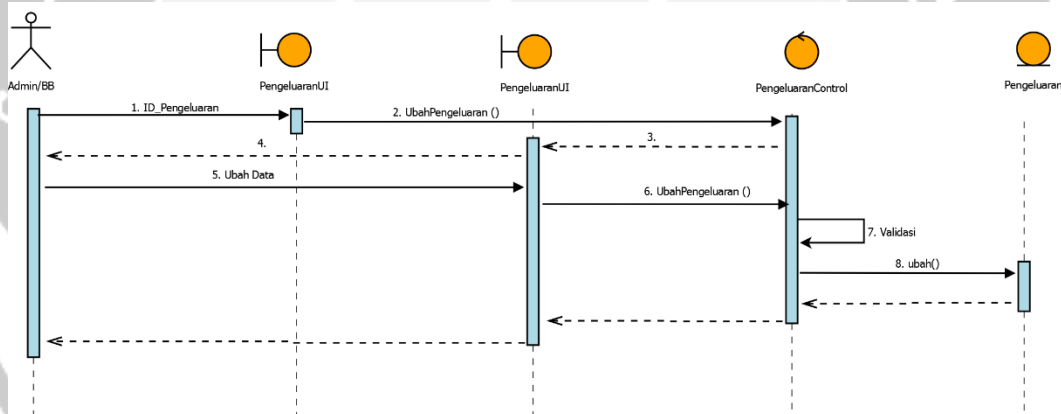 Admin/BB
PengeluaranUI
PengeluaranUI
PengeluaranControl
Pengeluaran
1. ID_Pengeluaran
2. UbahPengeluaran ()
3.
4.
5. Ubah Data
6. UbahPengeluaran ()
7. Validasi
8. ubah()